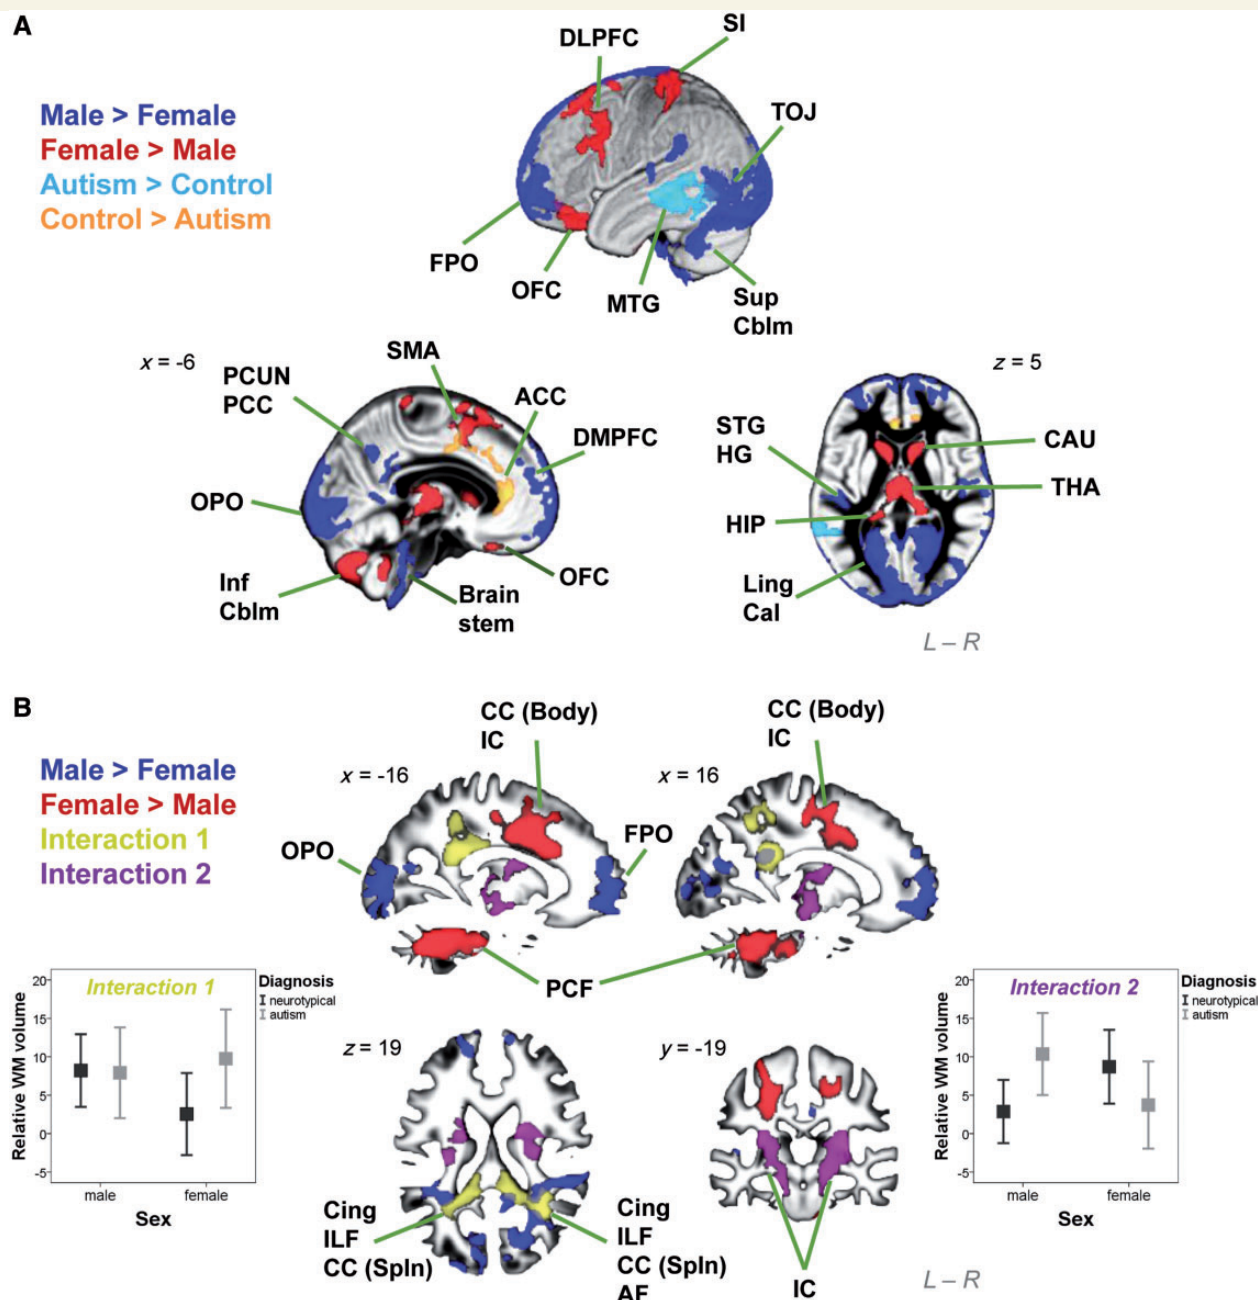 A
Male > Female
Female > Male
Autism > Control
Control > Autism
DLPFC
SI
TOJ
FPO
OFC
MTG
Sup
Cblm
x = -6
PCUN
PCC
SMA
ACC
DMPFC
OPO
Inf
Cblm
Brain
stem
OFC
z = 5
STG
HG
CAU
THA
HIP
Ling
Cal
L – R
B
Male > Female
Female > Male
Interaction 1
Interaction 2
CC (Body)
IC
x = -16
CC (Body)
IC
x = 16
OPO
FPO
PCF
Interaction 1
Diagnosis
neurotypical
autism
Relative WM volume
20
15
10
5
0
-5
male
female
Sex
z = 19
Cing
ILF
CC (Spln)
Cing
ILF
CC (Spln)
AF
y = -19
IC
Interaction 2
Diagnosis
neurotypical
autism
Relative WM volume
20
15
10
5
0
-5
male
female
Sex
L – R